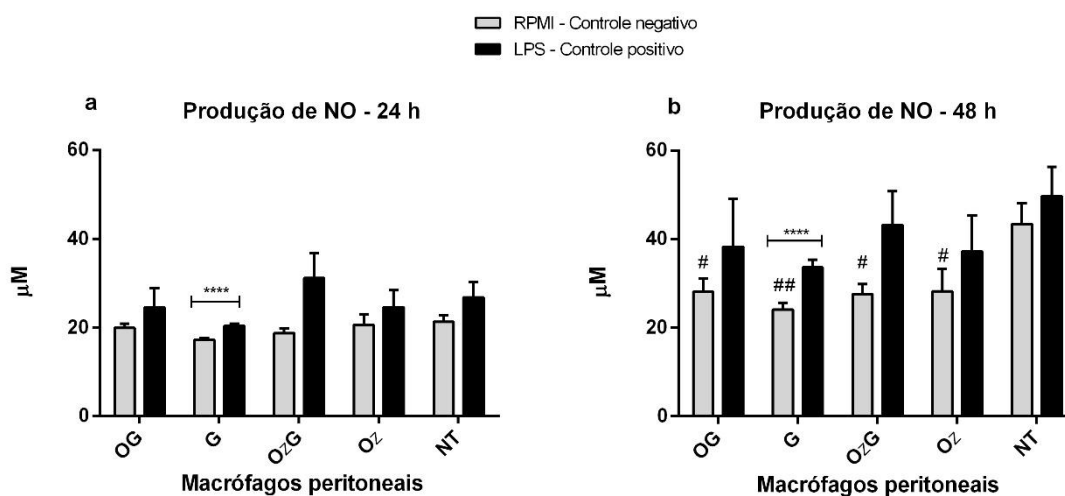 RPMI - Controle negativo
LPS - Controle positivo
a
Produção de NO - 24 h
60
40
20
0
µM
****
OG
G
OzG
Oz
NT
Macrófagos peritoneais
b
Produção de NO - 48 h
60
40
20
0
µM
#
##
****
#
#
OG
G
OzG
Oz
NT
Macrófagos peritoneais